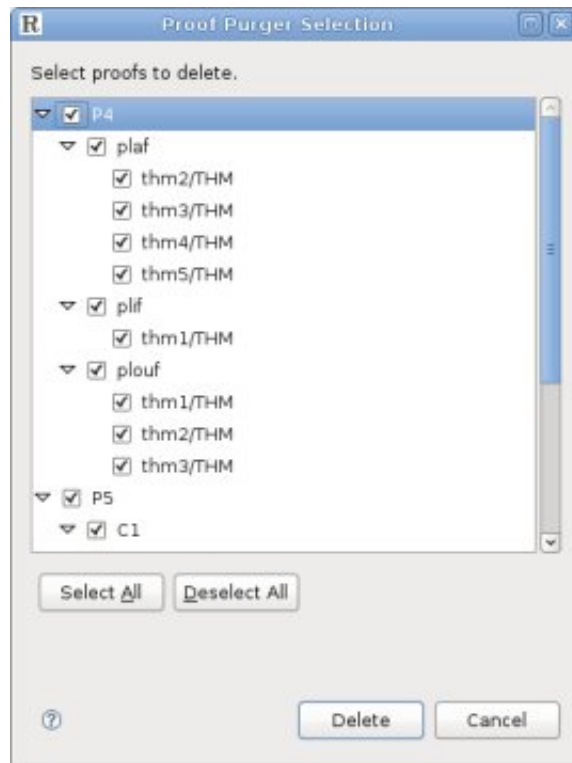 R Proof Purger Selection
Select proofs to delete.
P4
plaf
thm2/THM
thm3/THM
thm4/THM
thm5/THM
plif
thm1/THM
plouf
thm1/THM
thm2/THM
thm3/THM
P5
C1
Select All Deselect All
? Delete Cancel